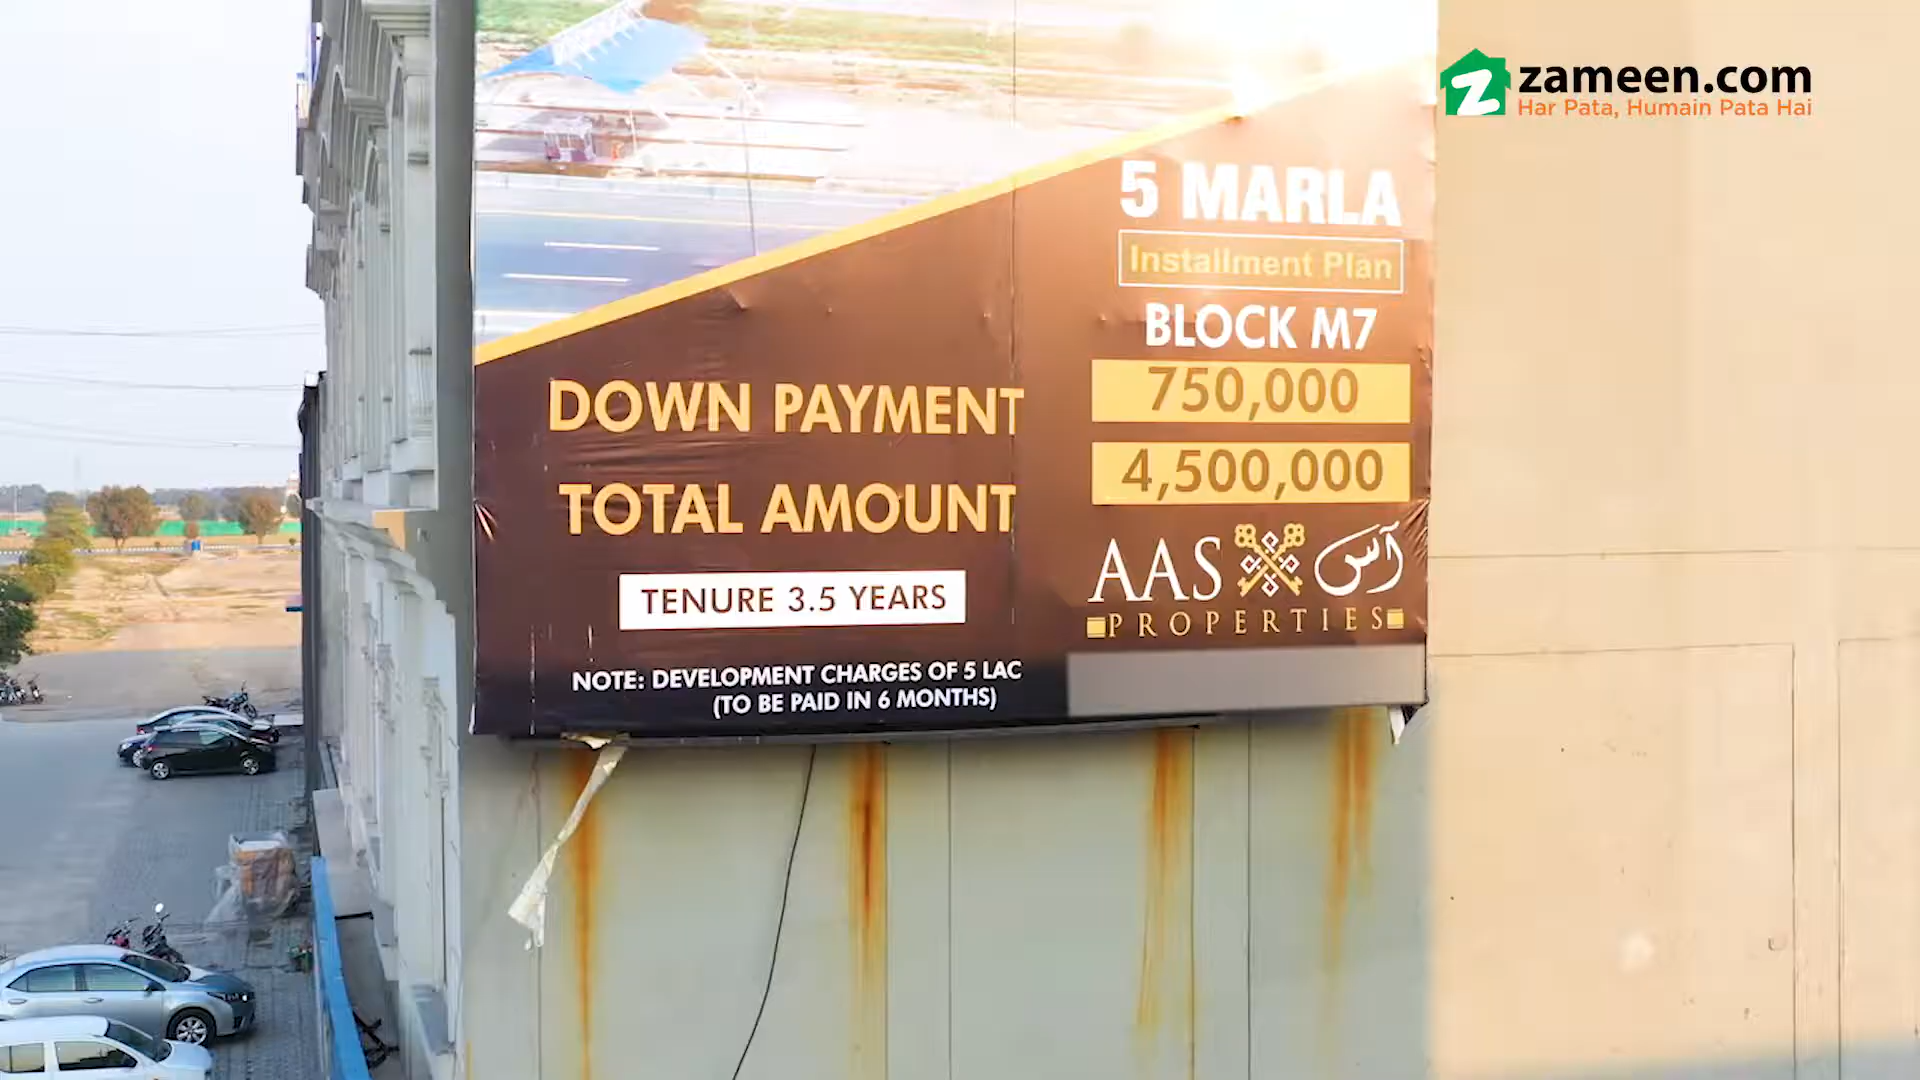 zameen.com
Har Pata, Humain Pata Hai
5 MARLA
Installment Plan
BLOCK M7
DOWN PAYMENT 750,000
TOTAL AMOUNT 4,500,000
TENURE 3.5 YEARS
AAS آس
PROPERTIES
NOTE: DEVELOPMENT CHARGES OF 5 LAC
(TO BE PAID IN 6 MONTHS)